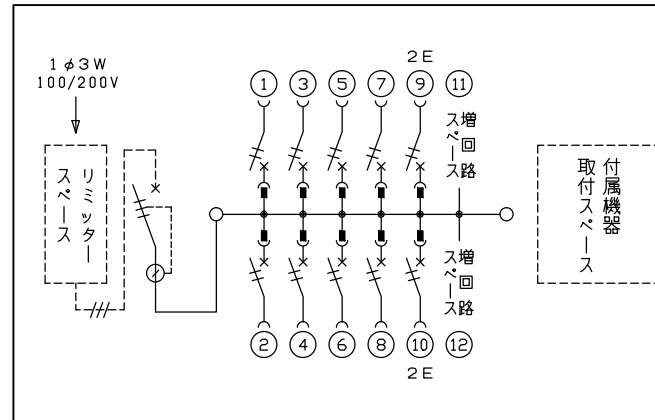 1φ3W
100/200V
リミッター
スペース
2E
① ③ ⑤ ⑦ ⑨ ⑪
増回路
スペース
増回路
スペース
② ④ ⑥ ⑧ ⑩ ⑫
2E
付属機器
取付スペース